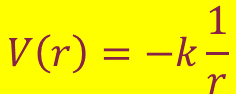 V(r) = −k 1/r